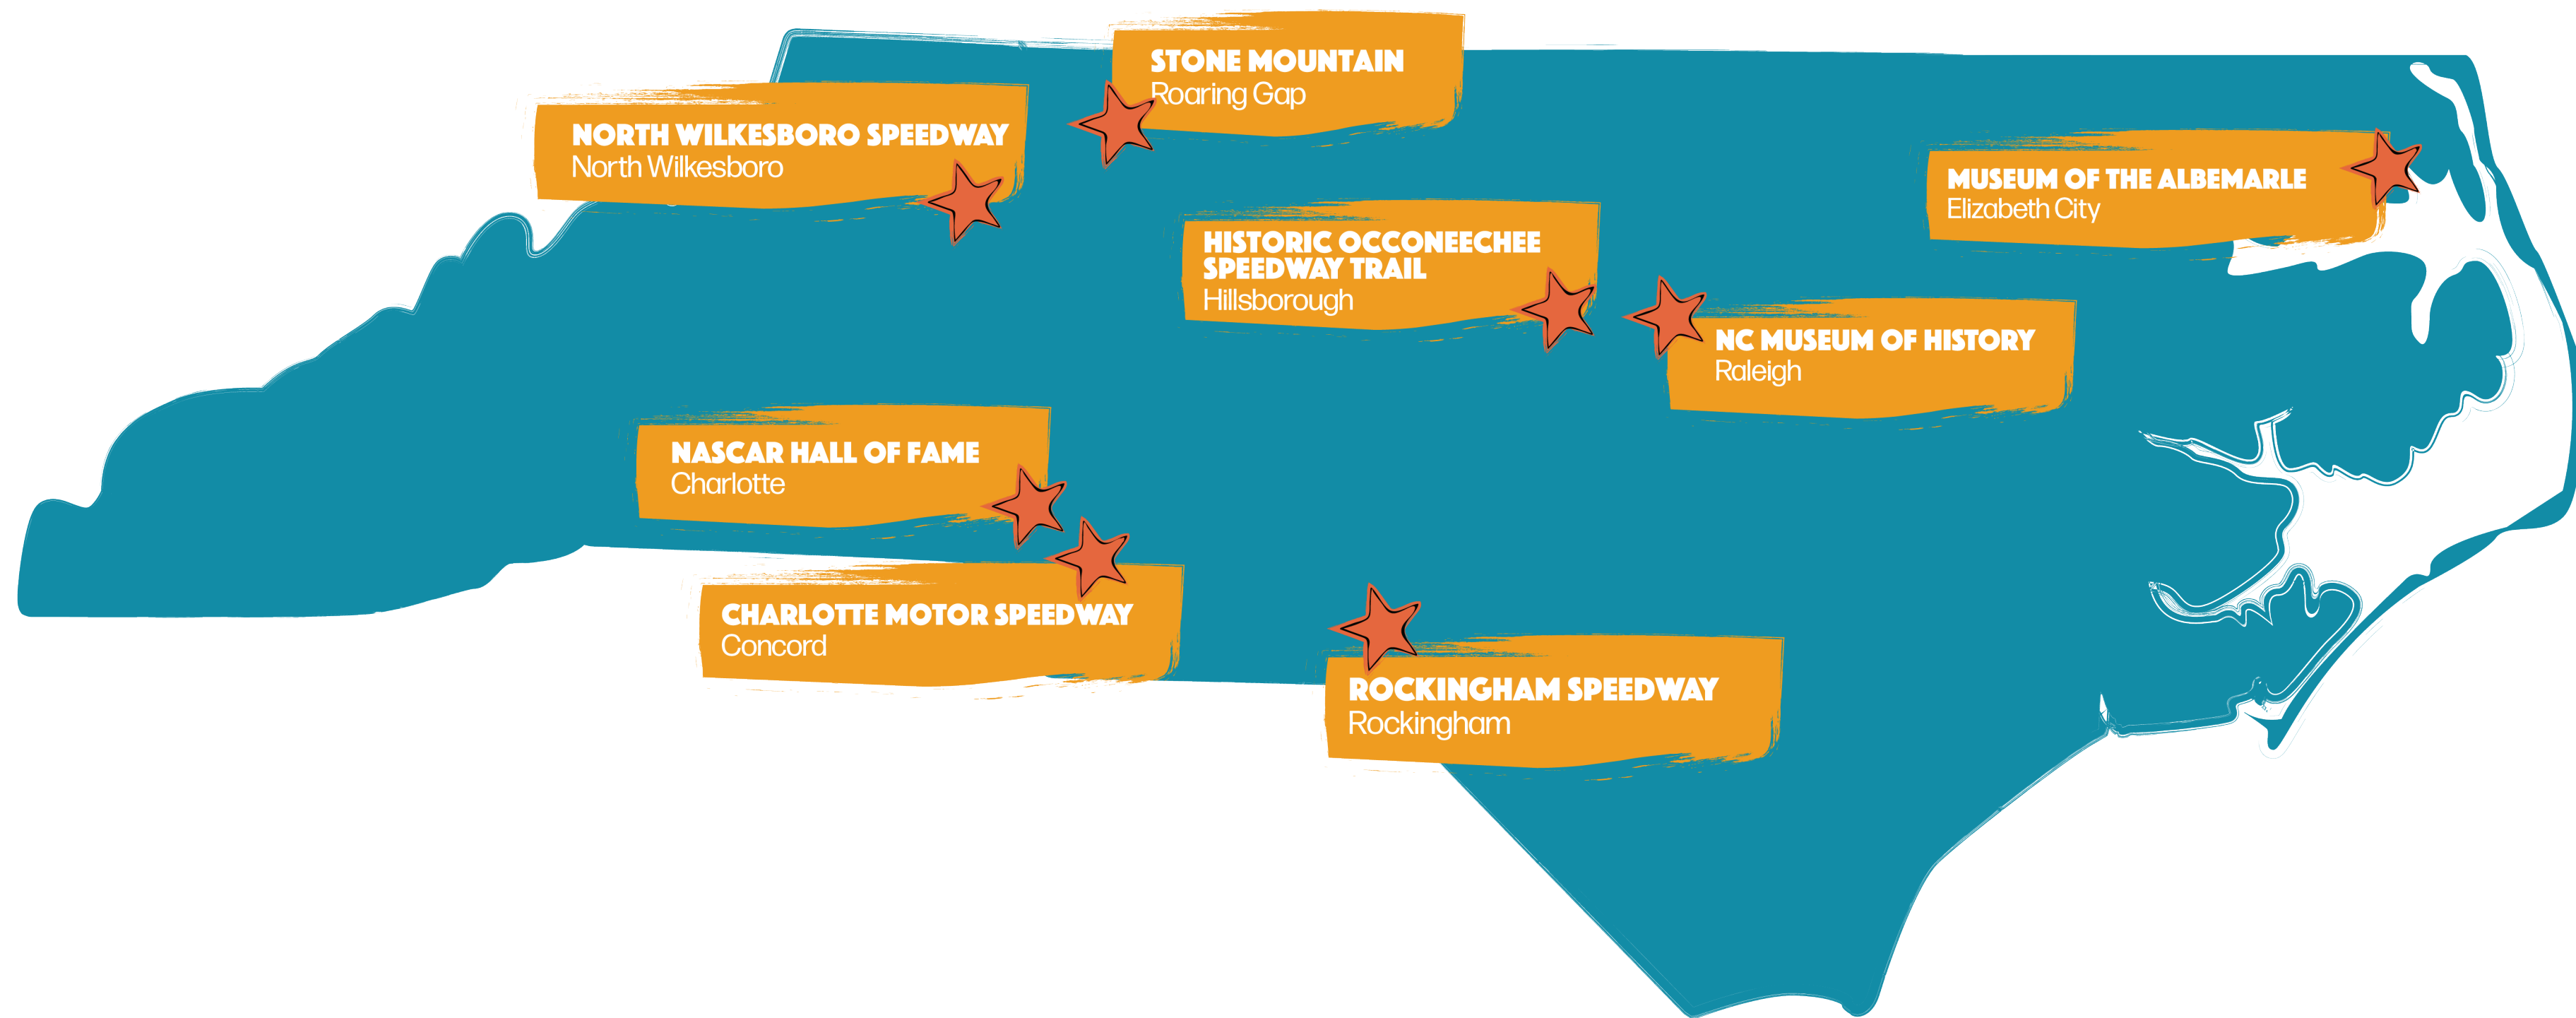 STONE MOUNTAIN
Roaring Gap
NORTH WILKESBORO SPEEDWAY
North Wilkesboro
MUSEUM OF THE ALBEMARLE
Elizabeth City
HISTORIC OCCONEECHEE
SPEEDWAY TRAIL
Hillsborough
NC MUSEUM OF HISTORY
Raleigh
NASCAR HALL OF FAME
Charlotte
CHARLOTTE MOTOR SPEEDWAY
Concord
ROCKINGHAM SPEEDWAY
Rockingham